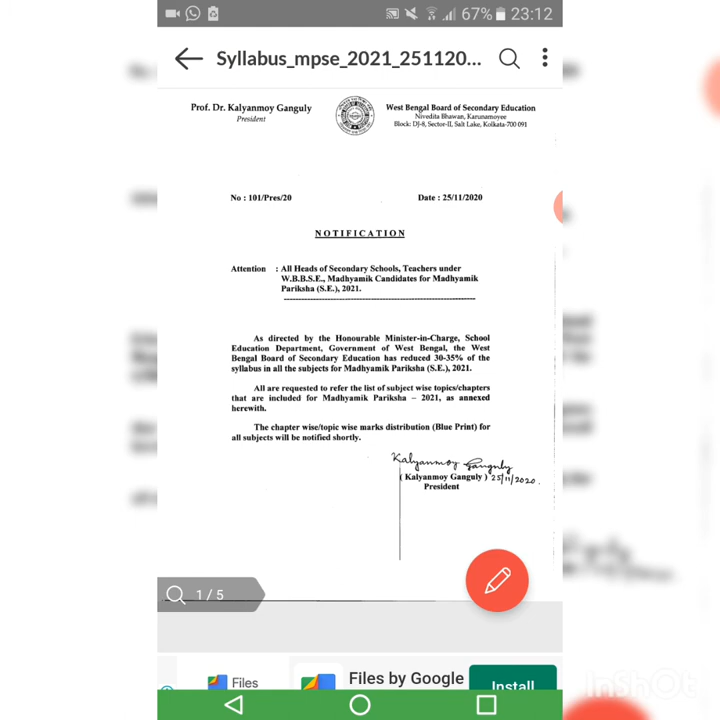 67% 23:12
Syllabus_mpse_2021_251120...
Prof. Dr. Kalyanmoy Ganguly
President
West Bengal Board of Secondary Education
Nivedita Bhawan, Karunamoyee
Block: DJ-8, Sector-II, Salt Lake, Kolkata-700 091
No : 101/Pres/20
Date : 25/11/2020
NOTIFICATION
Attention : All Heads of Secondary Schools, Teachers under
W.B.B.S.E., Madhyamik Candidates for Madhyamik
Pariksha (S.E.), 2021.
As directed by the Honourable Minister-in-Charge, School
Education Department, Government of West Bengal, the West
Bengal Board of Secondary Education has reduced 30-35% of the
syllabus in all the subjects for Madhyamik Pariksha (S.E.), 2021.
All are requested to refer the list of subject wise topics/chapters
that are included for Madhyamik Pariksha – 2021, as annexed
herewith.
The chapter wise/topic wise marks distribution (Blue Print) for
all subjects will be notified shortly.
Kalyanmoy Ganguly
( Kalyanmoy Ganguly ) 25/11/2020.
President
1 / 5
Files
Files by Google
Install
InShOt